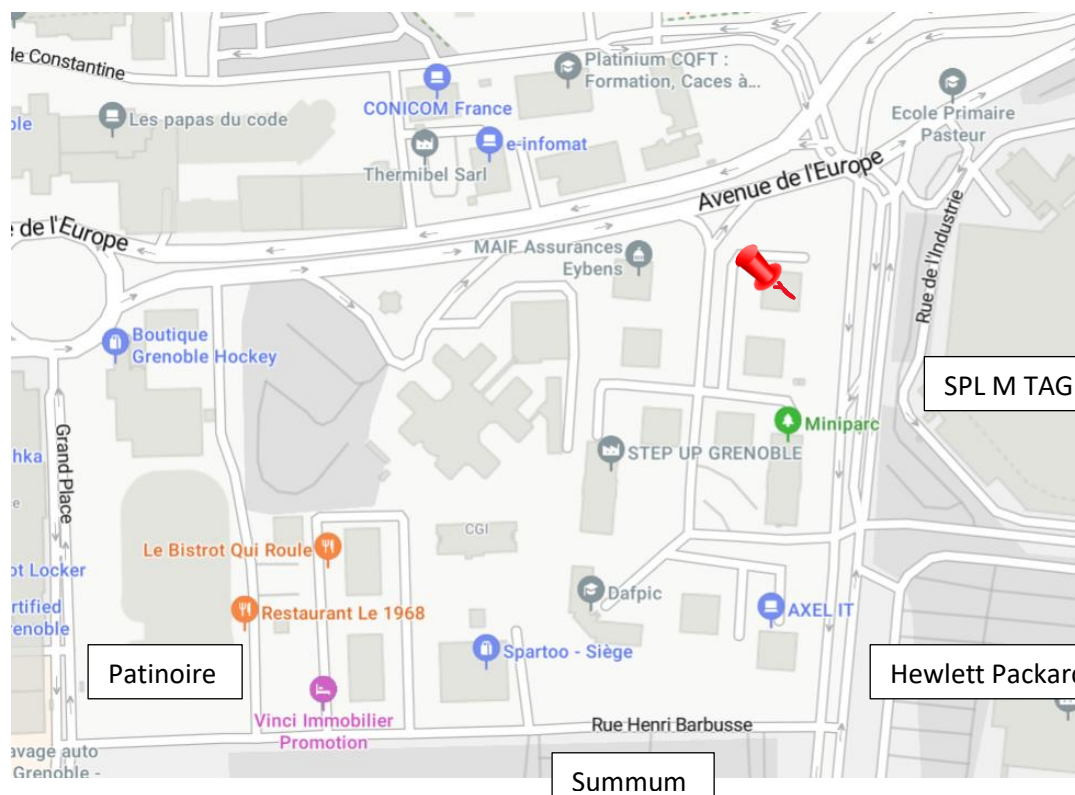 de Constantine
Platinium CQFT :
Formation, Caces à...
CONICOM France
Les papas du code
Ecole Primaire
Pasteur
e-infomat
Thermibel Sarl
Avenue de l'Europe
de l'Europe
MAIF Assurances
Eybens
Rue de l'Industrie
Boutique
Grenoble Hockey
SPL M TAG
Miniparc
Grand Place
STEP UP GRENOBLE
CGI
Le Bistrot Qui Roule
Dafpic
Restaurant Le 1968
AXEL IT
Spartoo - Siège
Patinoire
Hewlett Packard
Vinci Immobilier
Promotion
Rue Henri Barbusse
avage auto
Grenoble -
Summum